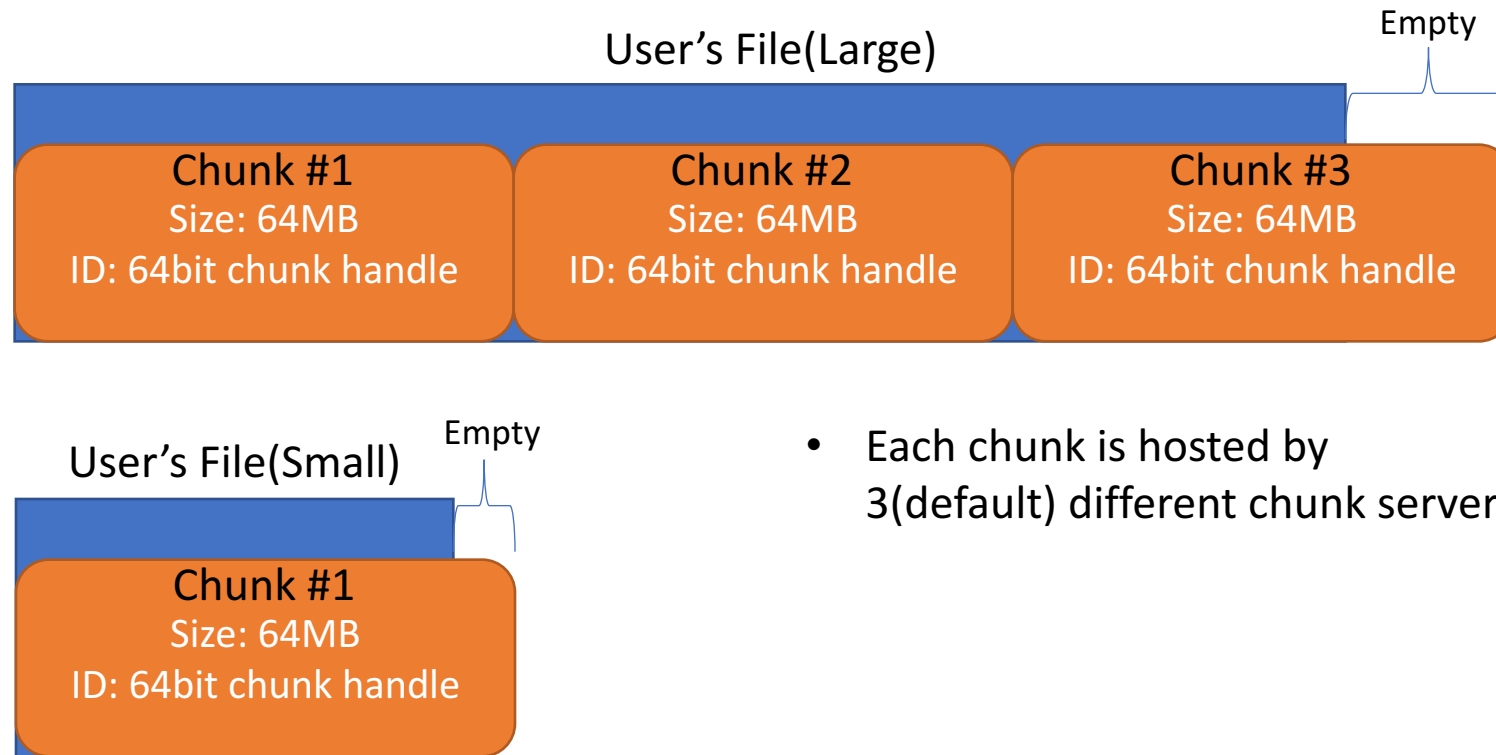 User’s File(Large)
Empty
Chunk #1
Size: 64MB
ID: 64bit chunk handle
Chunk #2
Size: 64MB
ID: 64bit chunk handle
Chunk #3
Size: 64MB
ID: 64bit chunk handle
User’s File(Small)
Empty
Chunk #1
Size: 64MB
ID: 64bit chunk handle
• Each chunk is hosted by
3(default) different chunk server